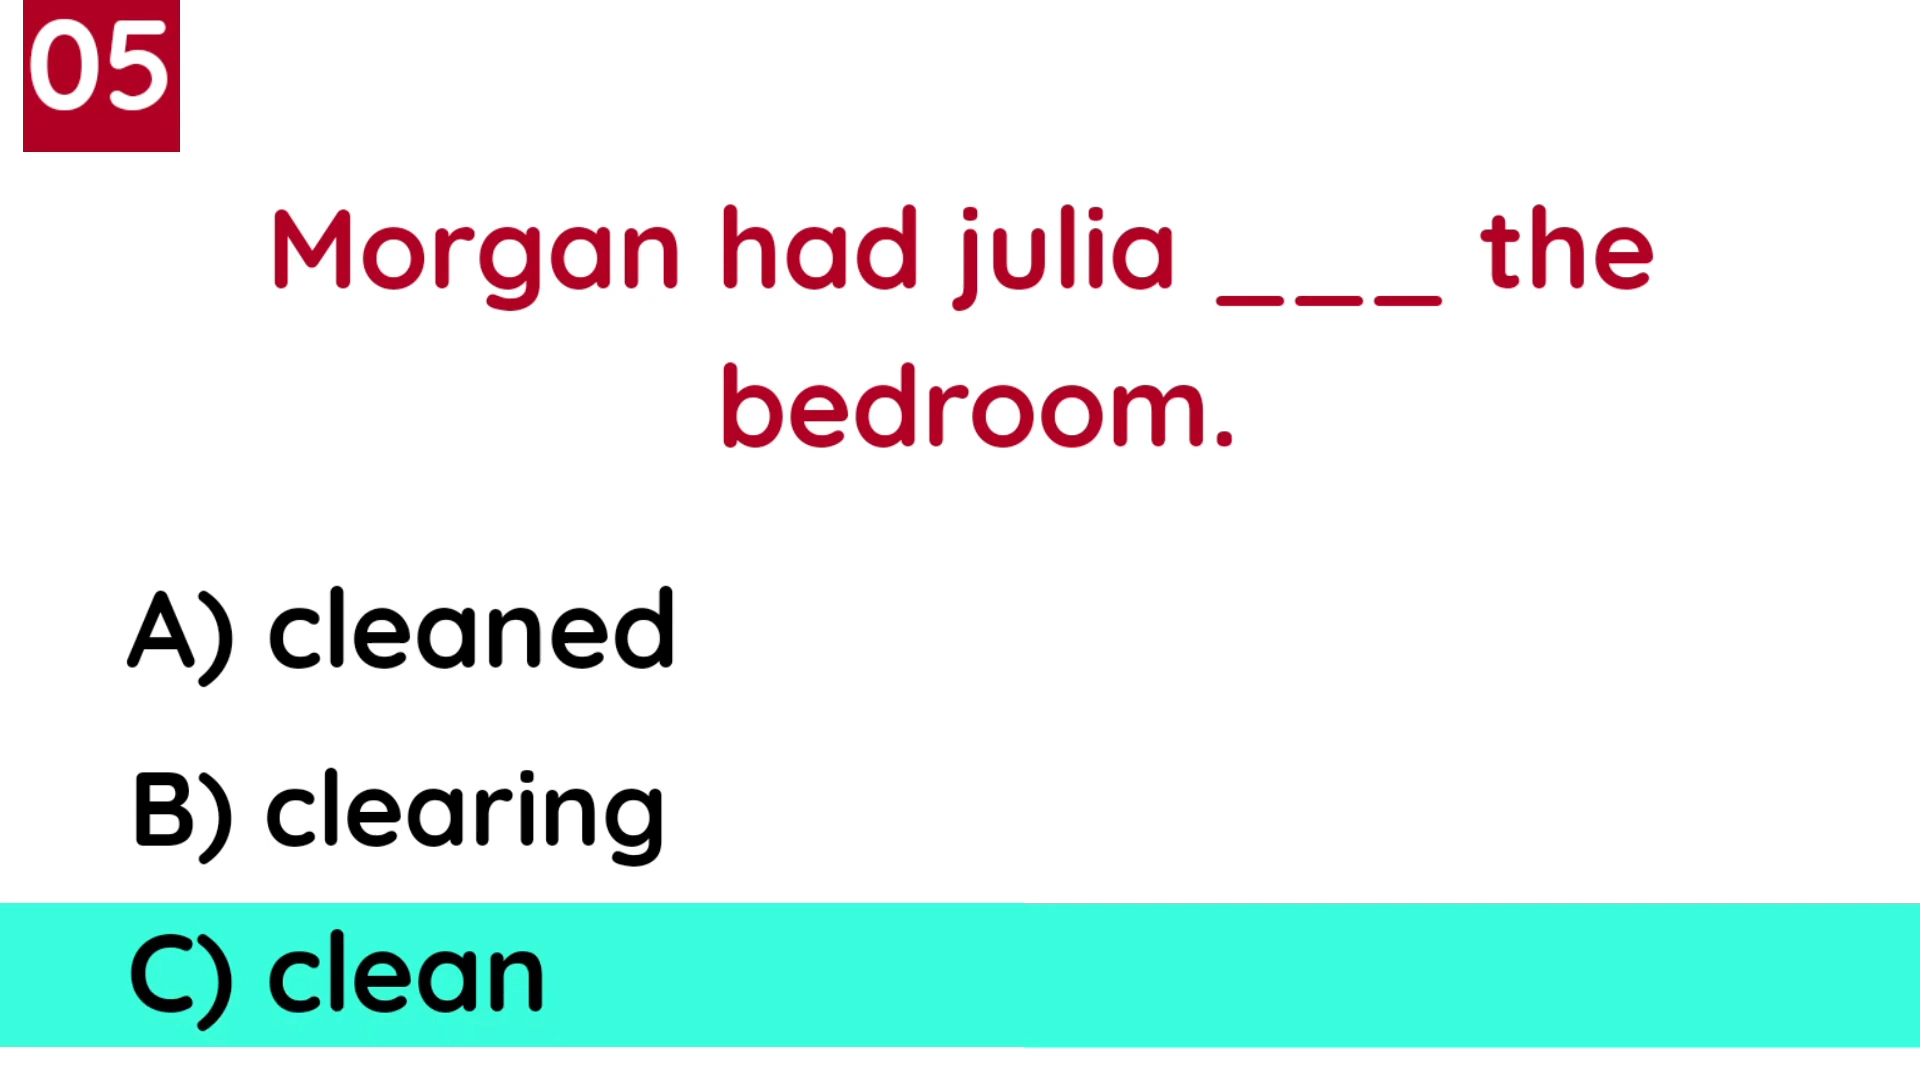 05
Morgan had julia ___ the
bedroom.
A) cleaned
B) clearing
C) clean